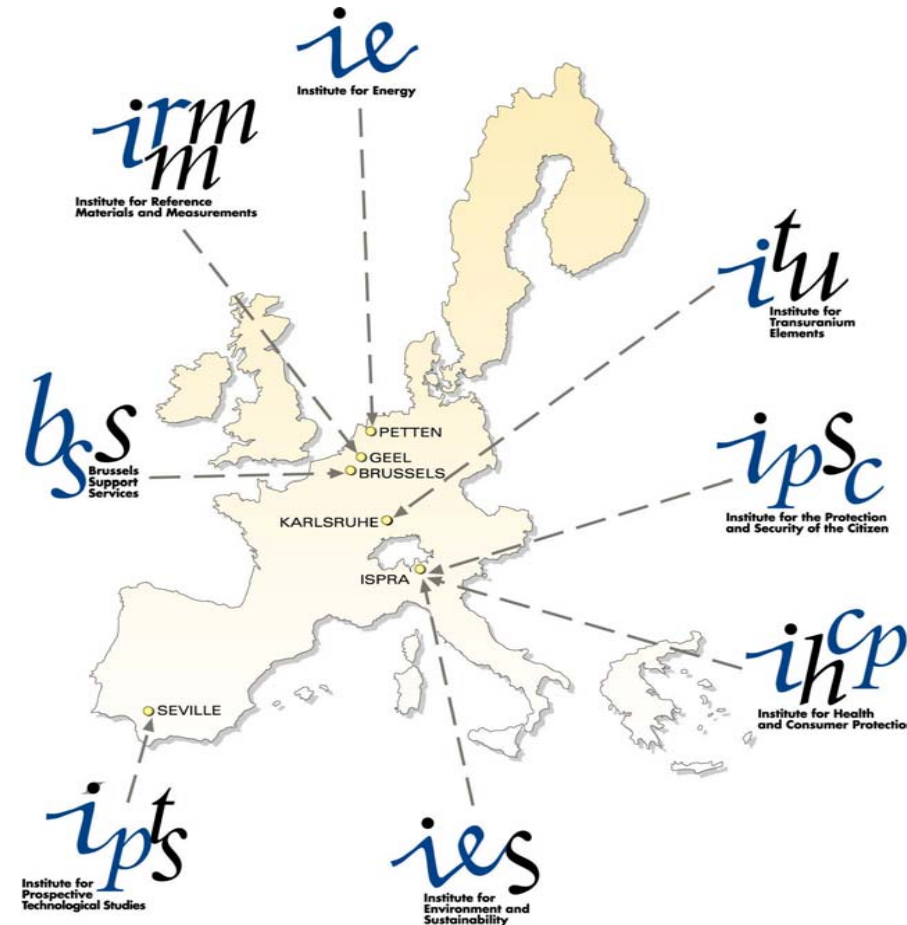 ie
Institute for Energy
irmm
m
Institute for Reference
Materials and Measurements
itu
Institute for
Transuranium
Elements
bss
Brussels
Support
Services
PETTEN
GEEL
BRUSSELS
KARLSRUHE
ISPRA
SEVILLE
ipsc
Institute for the Protection
and Security of the Citizen
ihcp
Institute for Health
and Consumer Protection
ipts
Institute for
Prospective
Technological Studies
ies
Institute for
Environment and
Sustainability